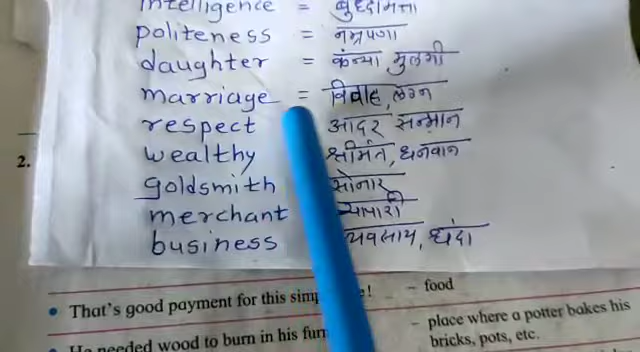 intelligence = बुद्धीमत्ता
politeness = नम्रपणा
daughter = कंन्या, मुलगी
marriage = विवाह, लग्न
respect आदर सन्मान
wealthy श्रीमंत, धनवान
goldsmith सोनार
merchant व्यापारी
business व्यवसाय, धंदा
2.
• That's good payment for this simp e! – food
• He needed wood to burn in his furn – place where a potter bakes his
bricks, pots, etc.